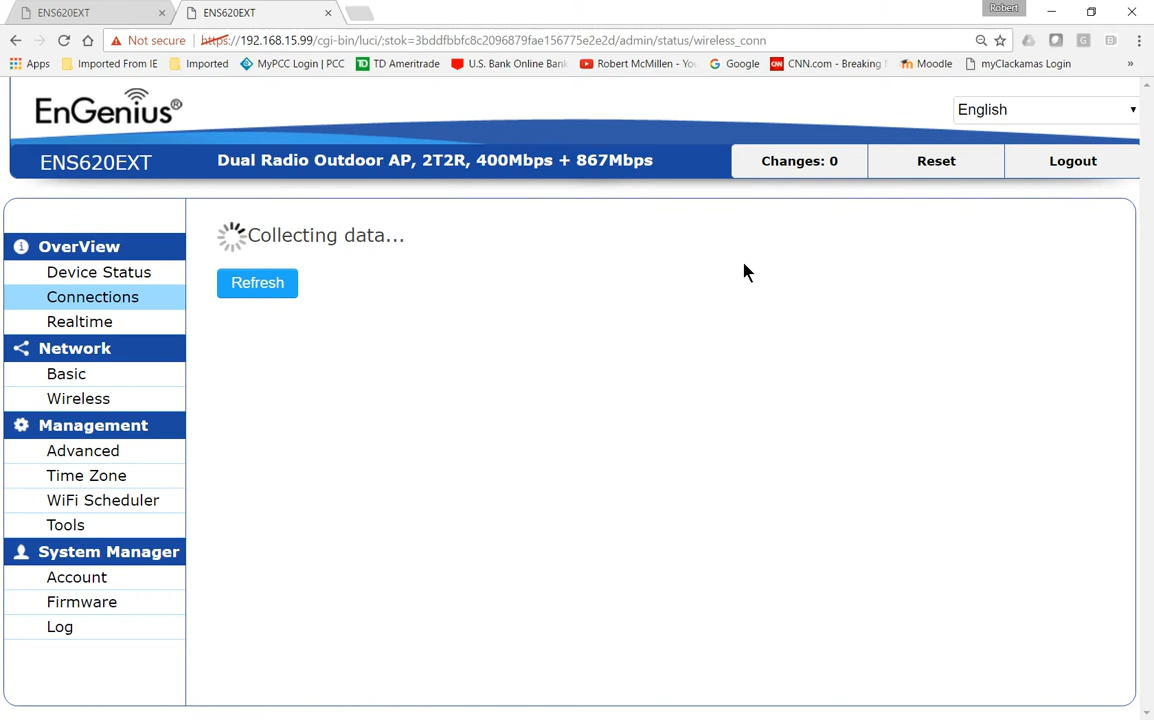 ENS620EXT
ENS620EXT
Robert
Not secure
https://192.168.15.99/cgi-bin/luci/;stok=3bddfbbfc8c2096879fae156775e2e2d/admin/status/wireless_conn
Apps
Imported From IE
Imported
MyPCC Login | PCC
TD Ameritrade
U.S. Bank Online Bank
Robert McMillen - You
Google
CNN.com - Breaking
Moodle
myClackamas Login
»
EnGenius®
English
ENS620EXT
Dual Radio Outdoor AP, 2T2R, 400Mbps + 867Mbps
Changes: 0
Reset
Logout
OverView
Device Status
Connections
Realtime
Network
Basic
Wireless
Management
Advanced
Time Zone
WiFi Scheduler
Tools
System Manager
Account
Firmware
Log
Collecting data...
Refresh